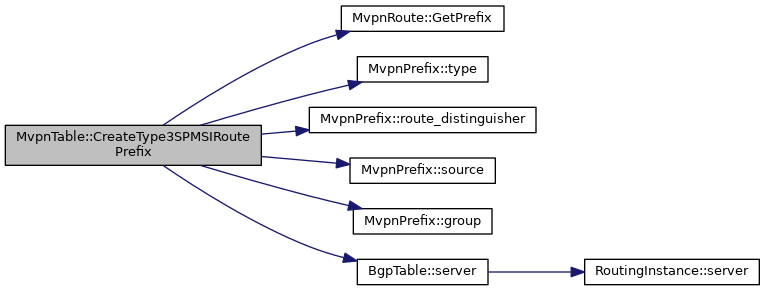 MvpnRoute::GetPrefix
MvpnPrefix::type
MvpnPrefix::route_distinguisher
MvpnTable::CreateType3SPMSIRoute
Prefix
MvpnPrefix::source
MvpnPrefix::group
BgpTable::server
RoutingInstance::server